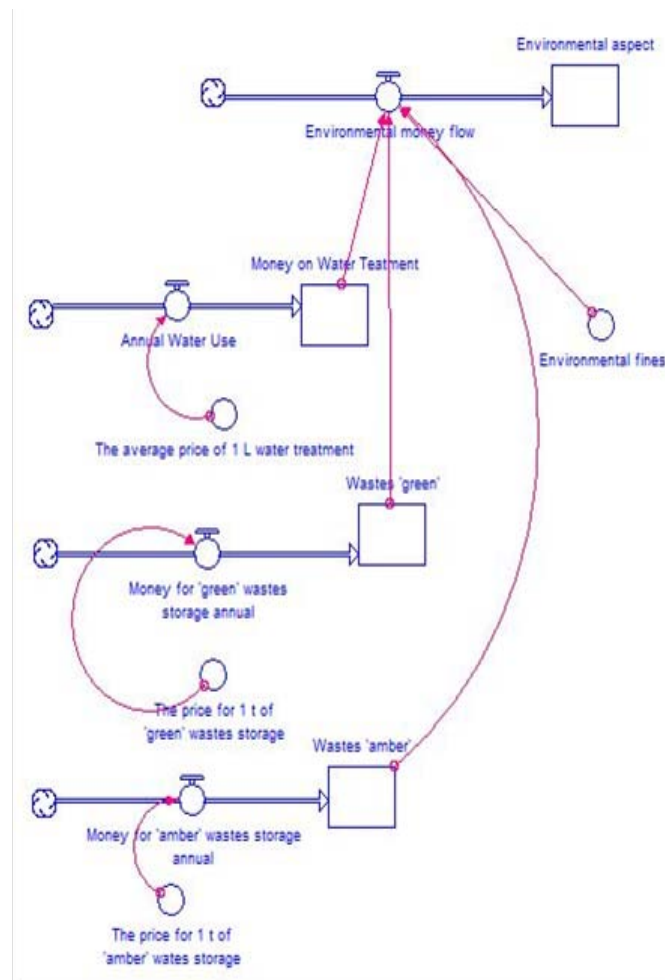 Environmental aspect
Environmental money flow
Money on Water Teatment
Annual Water Use
Environmental fines
The average price of 1 L water treatment
Wastes 'green'
Money for 'green' wastes
storage annual
The price for 1 t of
'green' wastes storage
Wastes 'amber'
Money for 'amber' wastes storage
annual
The price for 1 t of
'amber' wates storage